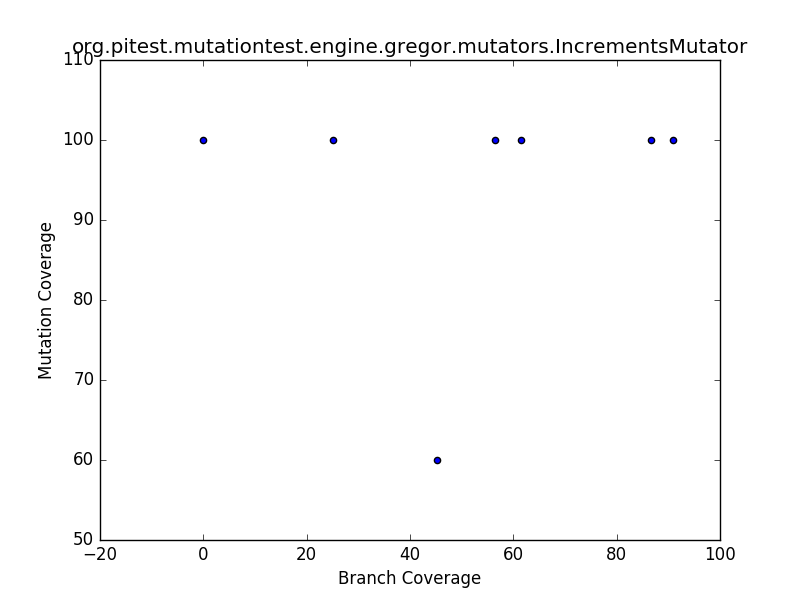 org.pitest.mutationtest.engine.gregor.mutators.IncrementsMutator
110
100
90
80
70
60
50
Mutation Coverage
−20 0 20 40 60 80 100
Branch Coverage